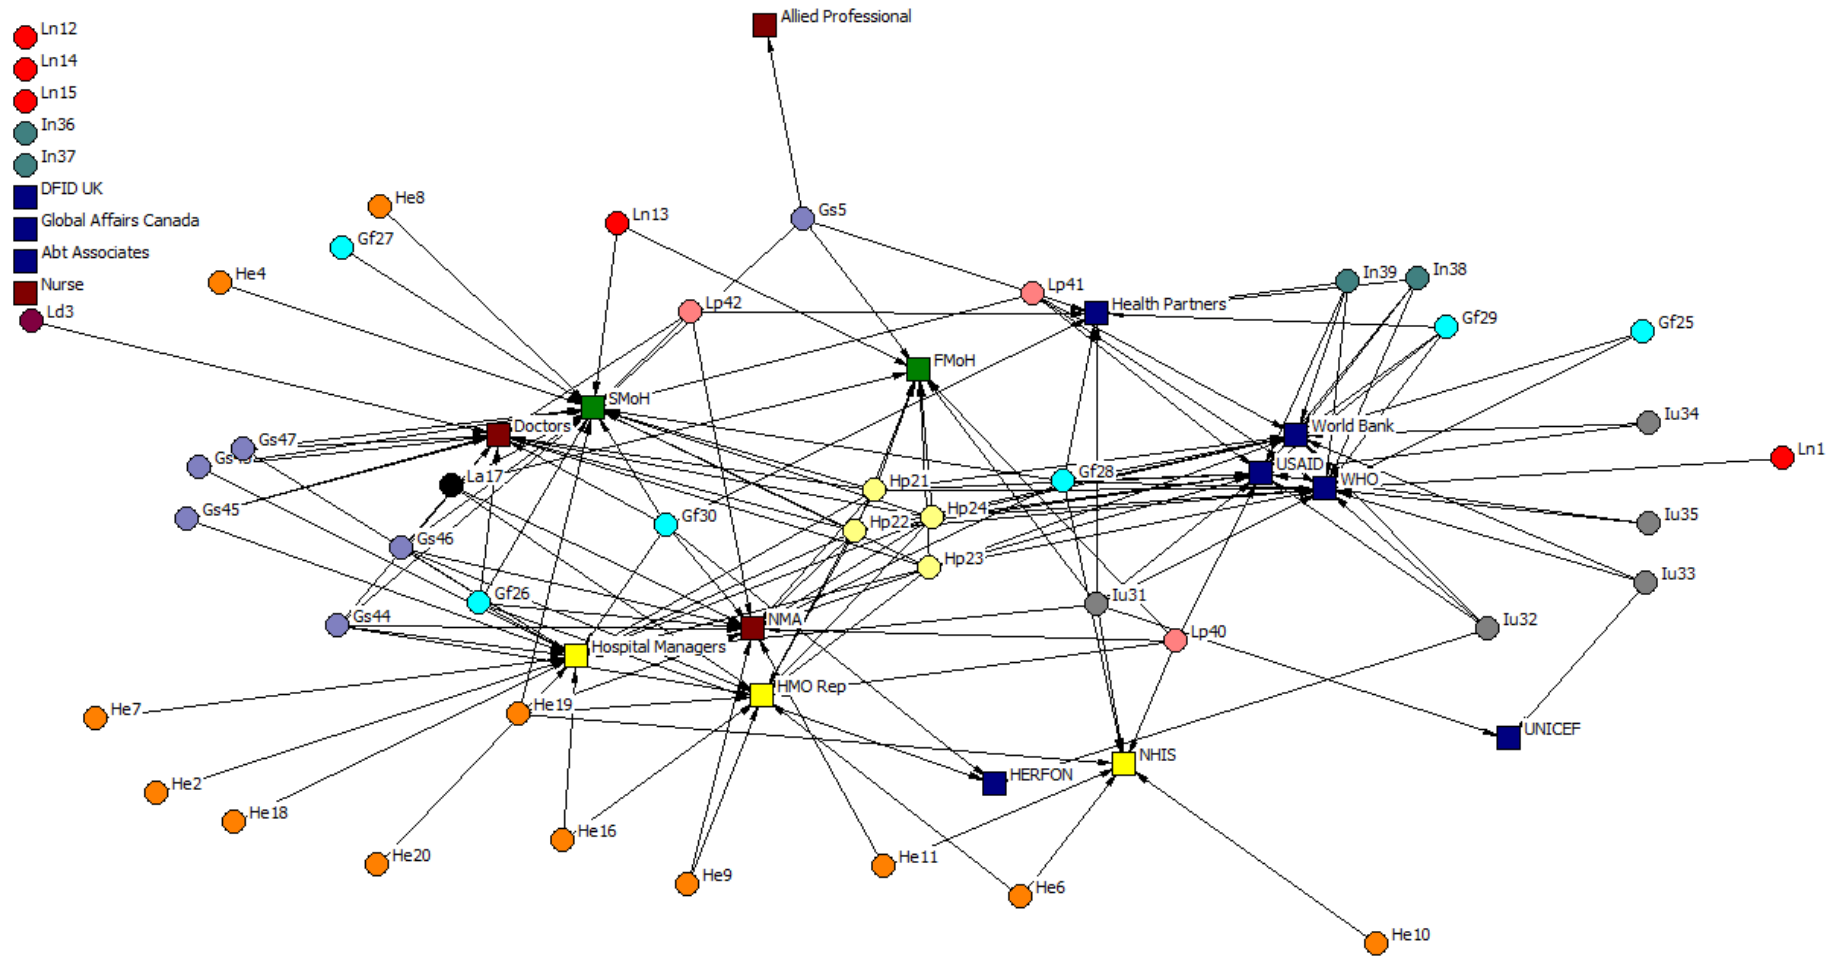 Allied Professional
Ln12
Ln14
Ln15
In36
In37
DFID UK
Global Affairs Canada
Abt Associates
Nurse
Ld3
He8
Gf27
He4
Ln13
Gs5
Lp42
Lp41
Health Partners
In39
In38
Gf29
Gf25
FMoH
SMoH
Doctors
Gs47
La17
Gs45
Gs46
Gf30
Hp21
Hp24
Hp22
Hp23
Gf28
World Bank
USAID
WHO
Iu34
Ln1
Iu35
Iu33
Iu32
Iu31
Lp40
Gf26
Gs44
NMA
Hospital Managers
HMO Rep
He19
He7
He2
He18
He20
He16
He9
He11
He6
He10
HERFON
NHIS
UNICEF